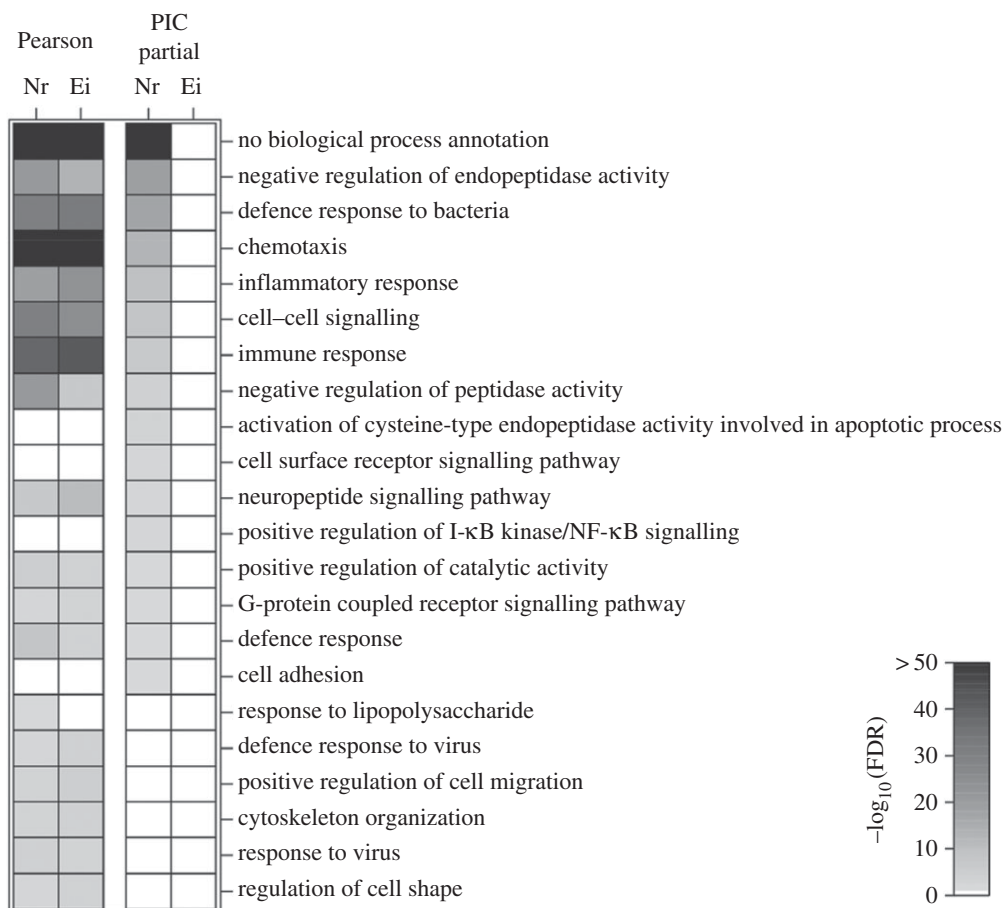 Pearson
PIC
partial
Nr Ei Nr Ei
no biological process annotation
negative regulation of endopeptidase activity
defence response to bacteria
chemotaxis
inflammatory response
cell–cell signalling
immune response
negative regulation of peptidase activity
activation of cysteine-type endopeptidase activity involved in apoptotic process
cell surface receptor signalling pathway
neuropeptide signalling pathway
positive regulation of I-κB kinase/NF-κB signalling
positive regulation of catalytic activity
G-protein coupled receptor signalling pathway
defence response
cell adhesion
response to lipopolysaccharide
defence response to virus
positive regulation of cell migration
cytoskeleton organization
response to virus
regulation of cell shape
> 50
40
30
20
10
0
–log10(FDR)